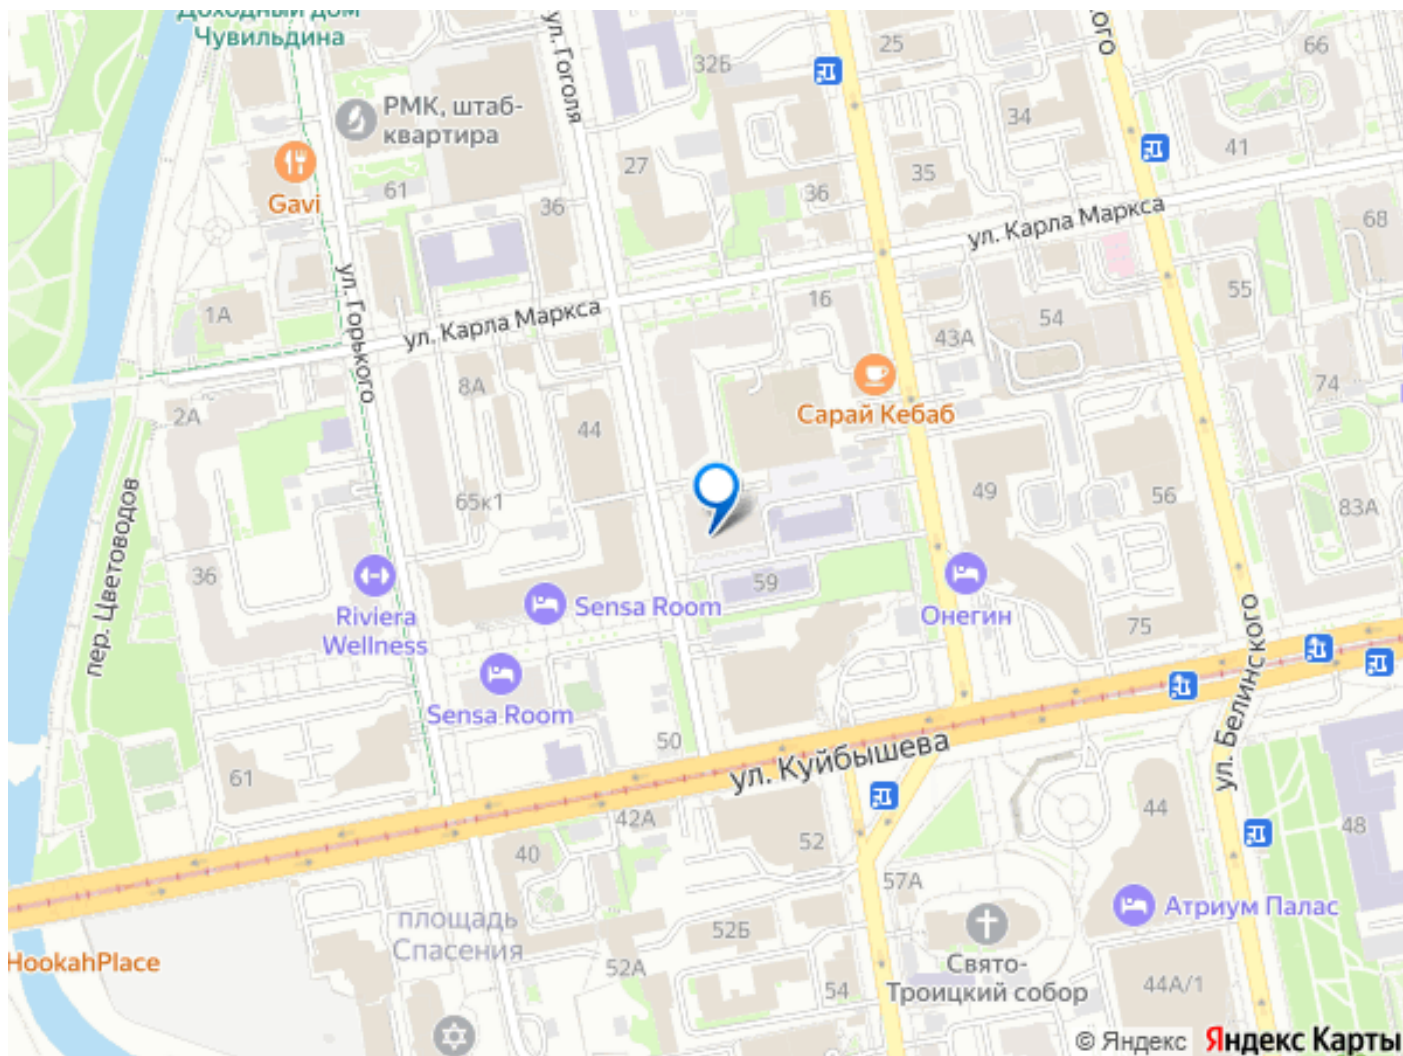 Доходный дом
Чувильдина
ул. Гоголя
32Б
25
ого
66
РМК, штаб-
квартира
34
41
Gavi
61
27
36
36
35
ул. Карла Маркса
68
ул. Горького
1А
ул. Карла Маркса
16
43А
54
55
2А
8А
44
Сарай Кебаб
74
пер. Цветоводов
65к1
49
56
83А
36
Riviera
Wellness
Sensa Room
59
Онегин
75
Sensa Room
50
ул. Куйбышева
ул. Белинского
61
42А
40
52
44
48
57А
площадь
Спасения
52Б
Атриум Палас
HookahPlace
52А
54
Свято-
Троицкий собор
44А/1
© Яндекс
Яндекс Карты